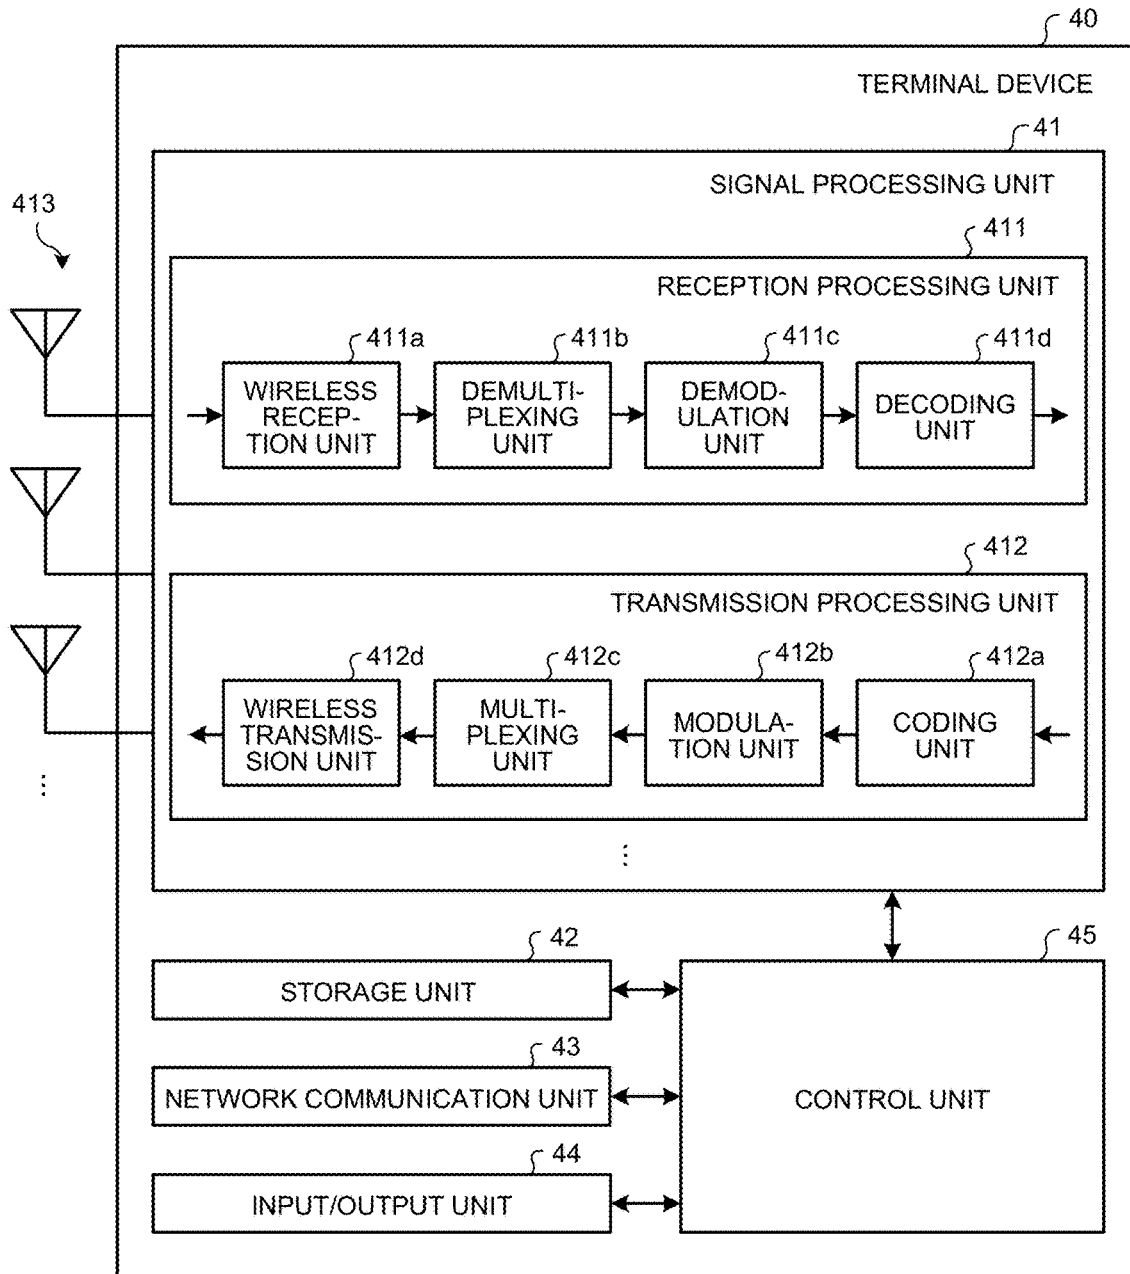 40
TERMINAL DEVICE
41
SIGNAL PROCESSING UNIT
413
411
RECEPTION PROCESSING UNIT
411a
411b
411c
411d
WIRELESS
RECEP-
TION UNIT
DEMULTI-
PLEXING
UNIT
DEMOD-
ULATION
UNIT
DECODING
UNIT
412
TRANSMISSION PROCESSING UNIT
412d
412c
412b
412a
WIRELESS
TRANSMIS-
SION UNIT
MULTI-
PLEXING
UNIT
MODULA-
TION UNIT
CODING
UNIT
42
STORAGE UNIT
43
NETWORK COMMUNICATION UNIT
44
INPUT/OUTPUT UNIT
45
CONTROL UNIT